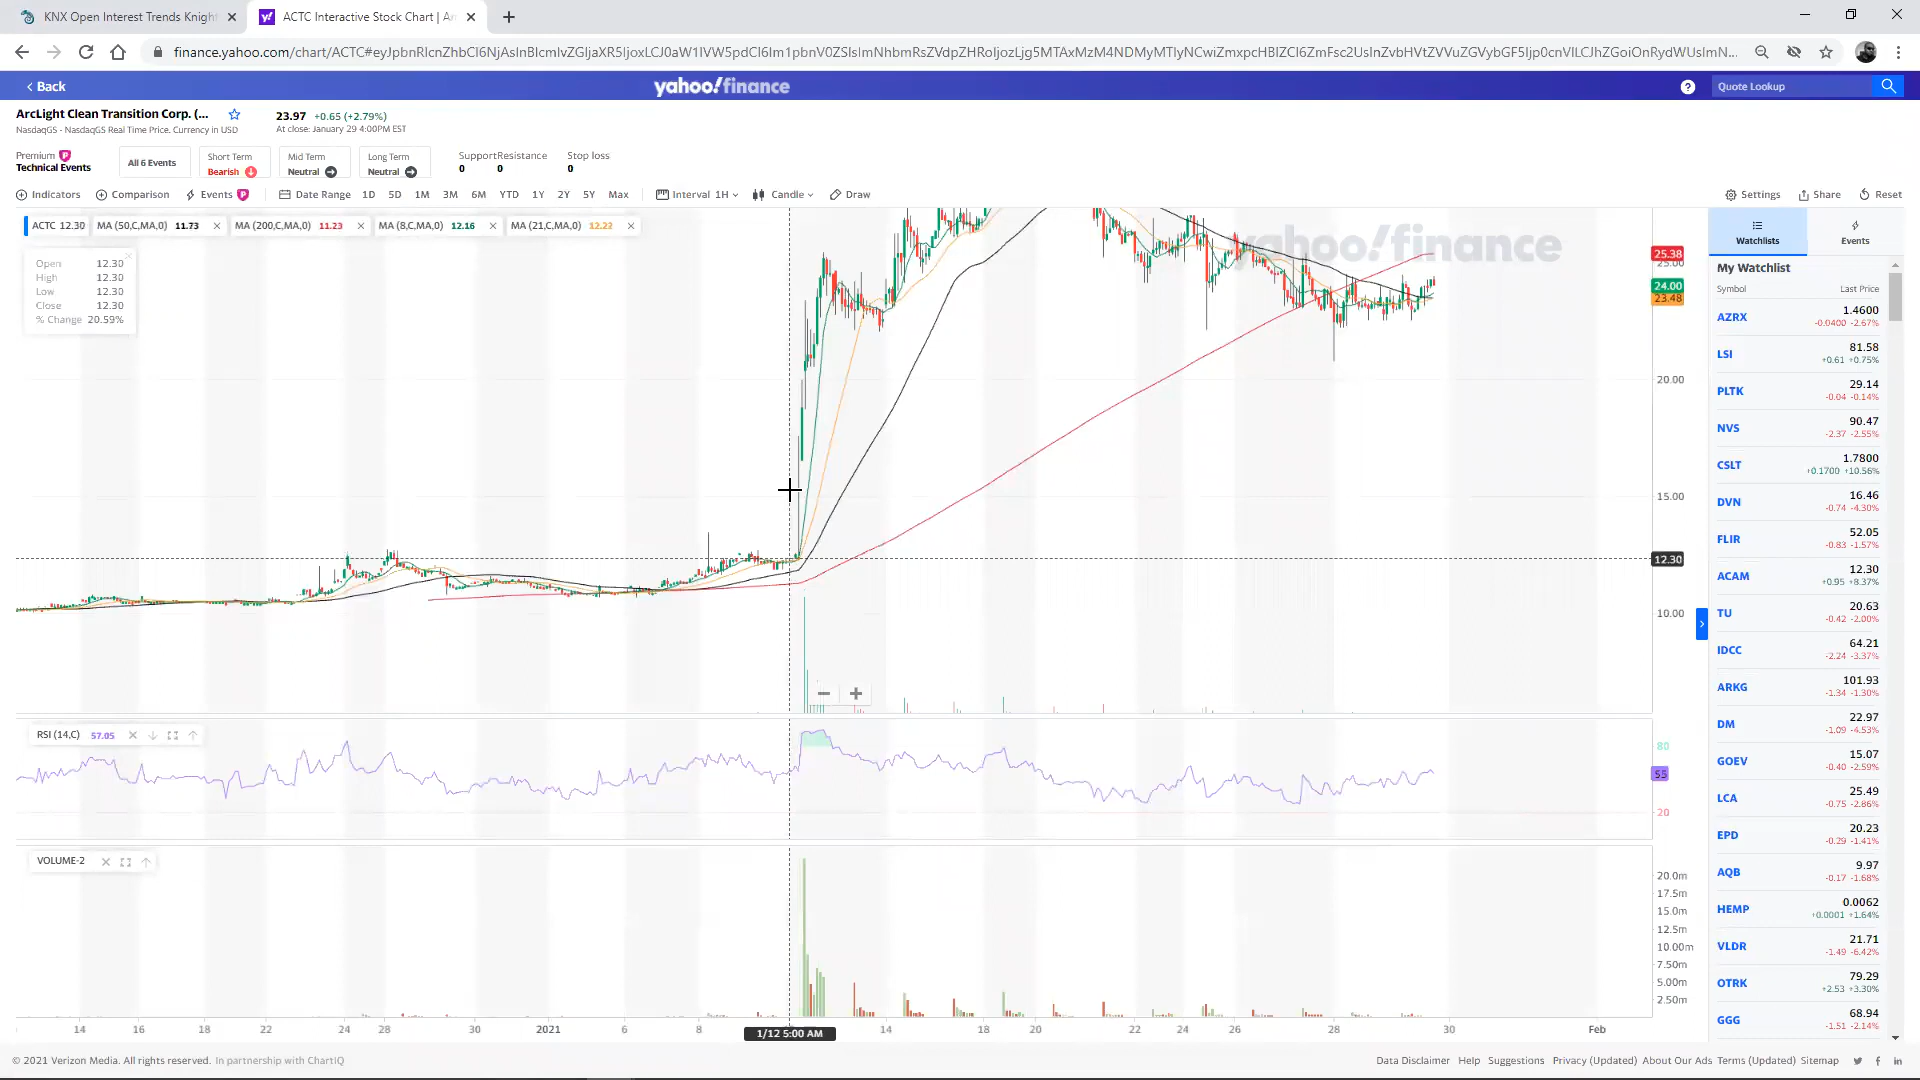 KNX Open Interest Trends Knight
ACTC Interactive Stock Chart | Ar
Back
yahoo!finance
Quote Lookup
ArcLight Clean Transition Corp. (...
23.97 +0.65 (+2.79%)
NasdaqGS - NasdaqGS Real Time Price. Currency in USD
At close: January 29 4:00PM EST
Premium
Technical Events
All 6 Events
Short Term
Bearish
Mid Term
Neutral
Long Term
Neutral
Support Resistance Stop loss
0 0 0
Indicators Comparison Events Date Range 1D 5D 1M 3M 6M YTD 1Y 2Y 5Y Max Interval 1H Candle Draw Settings Share Reset
ACTC 12.30 MA (50,C,MA,0) 11.73 MA (200,C,MA,0) 11.23 MA (8,C,MA,0) 12.16 MA (21,C,MA,0) 12.22
Open 12.30
High 12.30
Low 12.30
Close 12.30
% Change 20.59%
yahoo!finance
25.38
25.00
24.00
23.48
20.00
15.00
12.30
10.00
RSI (14,C) 57.05
80
55
20
VOLUME-2
20.0m
17.5m
15.0m
12.5m
10.00m
7.50m
5.00m
2.50m
14 16 18 22 24 28 30 2021 6 8 1/12 5:00 AM 14 18 20 22 24 26 28 30 Feb
Watchlists
Events
My Watchlist
Symbol Last Price
AZRX 1.4600
-0.0400 -2.67%
LSI 81.58
+0.61 +0.75%
PLTK 29.14
-0.04 -0.14%
NVS 90.47
-2.37 -2.55%
CSLT 1.7800
+0.1700 +10.56%
DVN 16.46
-0.74 -4.30%
FLIR 52.05
-0.83 -1.57%
ACAM 12.30
+0.95 +8.37%
TU 20.63
-0.42 -2.00%
IDCC 64.21
-2.24 -3.37%
ARKG 101.93
-1.34 -1.30%
DM 22.97
-1.09 -4.53%
GOEV 15.07
-0.40 -2.59%
LCA 25.49
-0.75 -2.86%
EPD 20.23
-0.29 -1.41%
AQB 9.97
-0.17 -1.68%
HEMP 0.0062
+0.0001 +1.64%
VLDR 21.71
-1.49 -6.42%
OTRK 79.29
+2.53 +3.30%
GGG 68.94
-1.51 -2.14%
© 2021 Verizon Media. All rights reserved. In partnership with ChartIQ
Data Disclaimer Help Suggestions Privacy (Updated) About Our Ads Terms (Updated) Sitemap